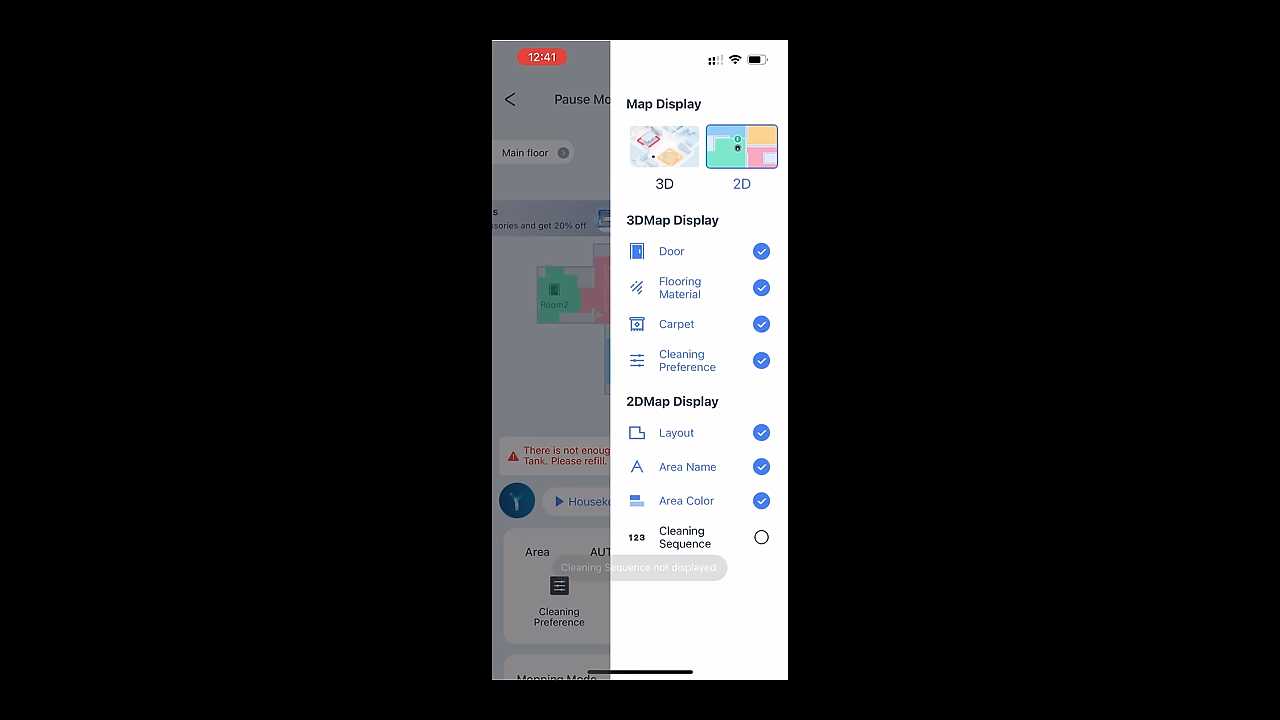 12:41
Pause Mo
Main floor
s
ssories and get 20% off
Room2
There is not enoug
Tank. Please refill.
Houseke
Area
AUT
Cleaning
Preference
Mopping Mode
Map Display
3D
2D
3DMap Display
Door
Flooring
Material
Carpet
Cleaning
Preference
2DMap Display
Layout
Area Name
Area Color
123
Cleaning
Sequence
Cleaning Sequence not displayed.